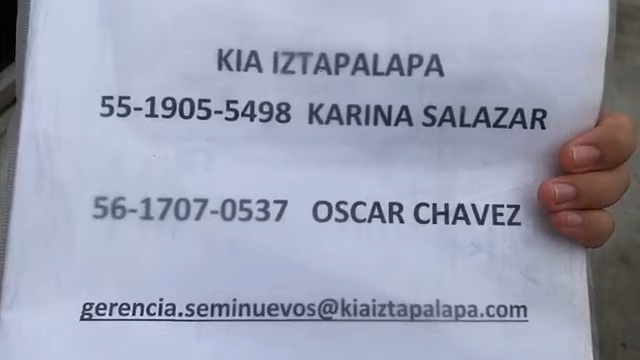 KIA IZTAPALAPA
55-1905-5498 KARINA SALAZAR
56-1707-0537 OSCAR CHAVEZ
gerencia.seminuevos@kiaiztapalapa.com